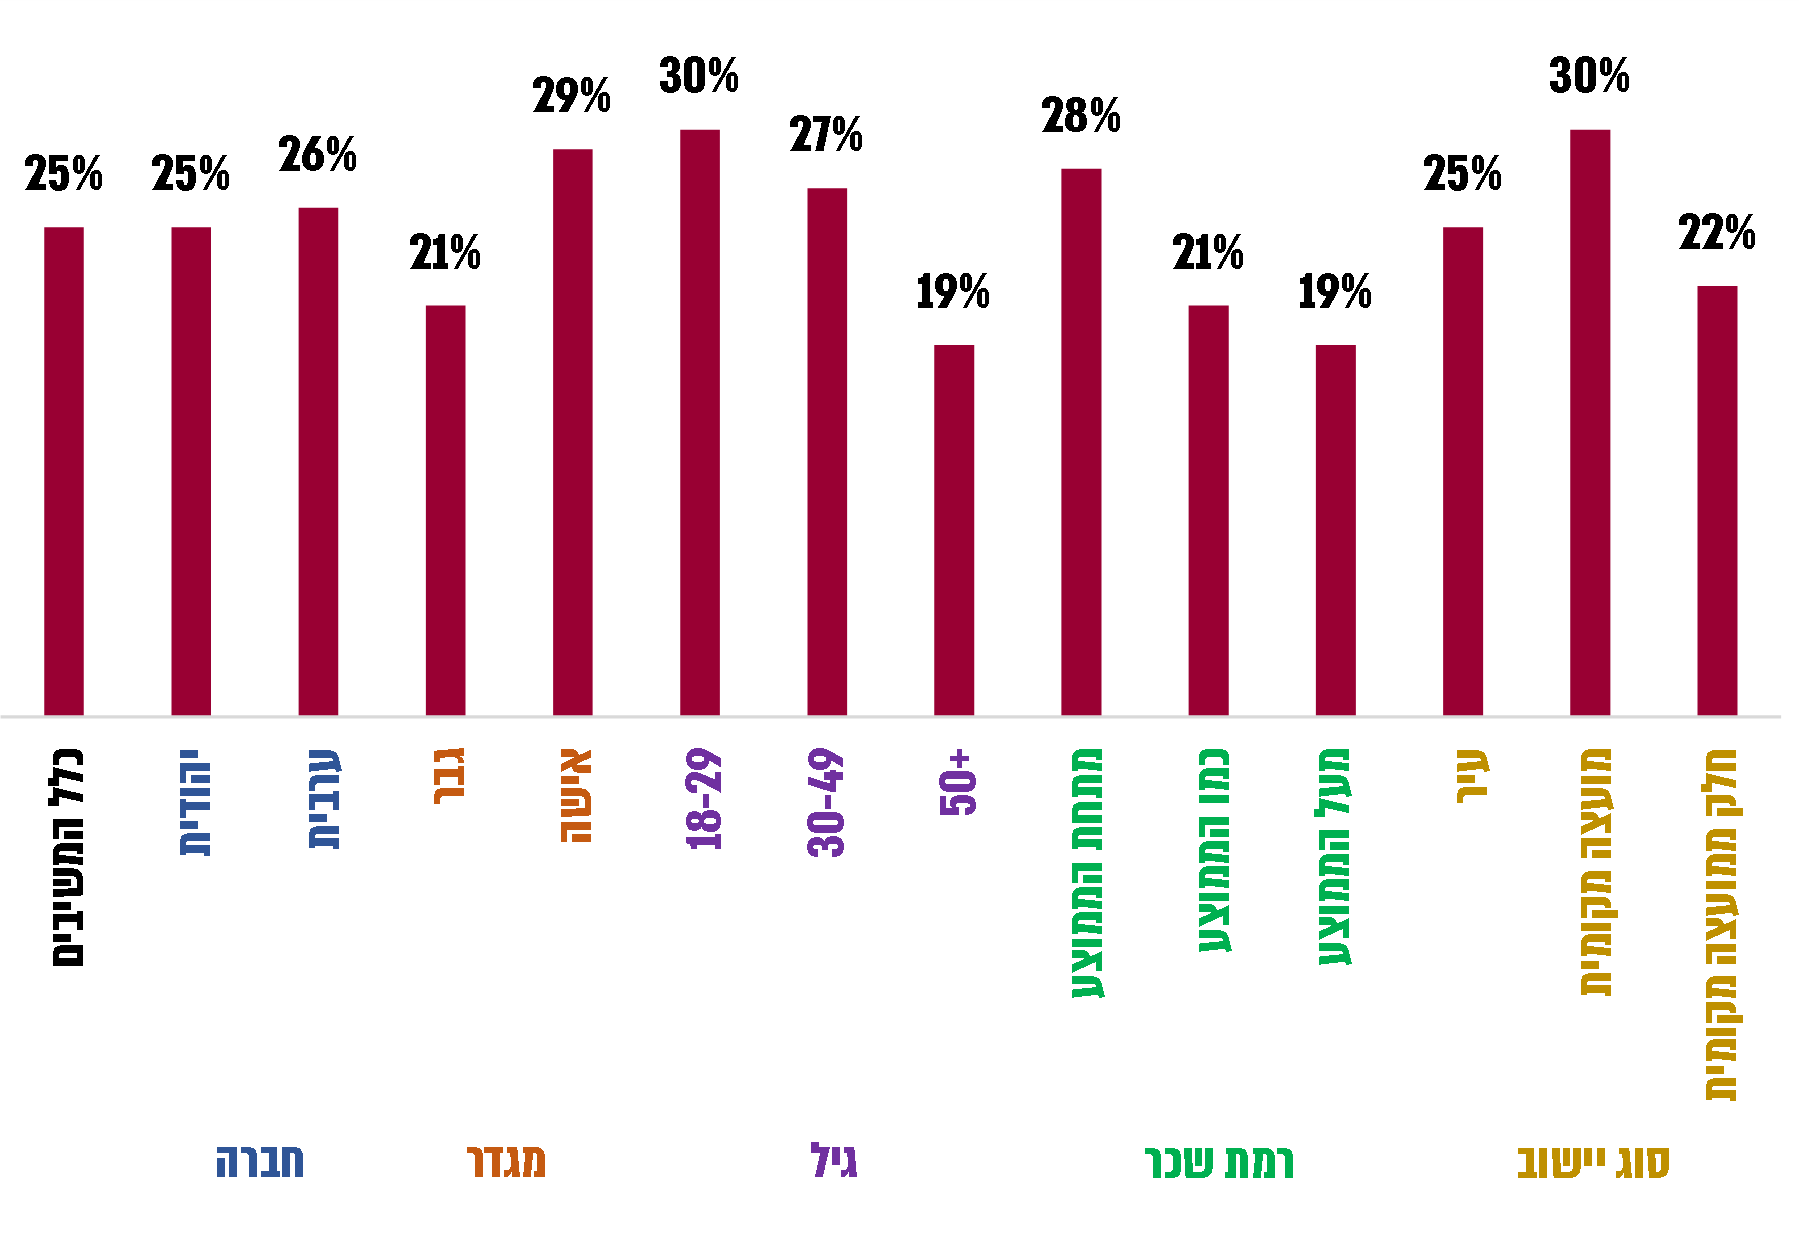 25%
25%
26%
21%
29%
30%
27%
19%
28%
21%
19%
25%
30%
22%
כלל המשיבים
יהודית
ערבית
גבר
אישה
18-29
30-49
50+
מתחת הממוצע
כמו הממוצע
מעל הממוצע
עיר
מועצה מקומית
חלק ממועצה מקומית
חברה
מגדר
גיל
רמת שכר
סוג יישוב